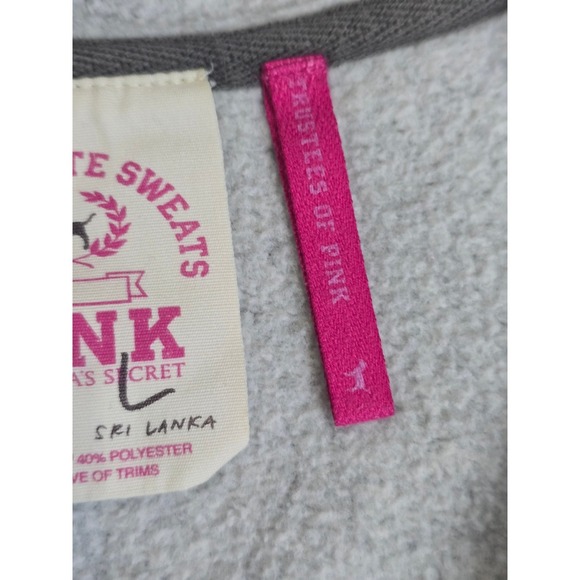 TE SWEATS
NK
A'S SECRET
L
SRI LANKA
40% POLYESTER
VE OF TRIMS
TRUSTEES OF PINK